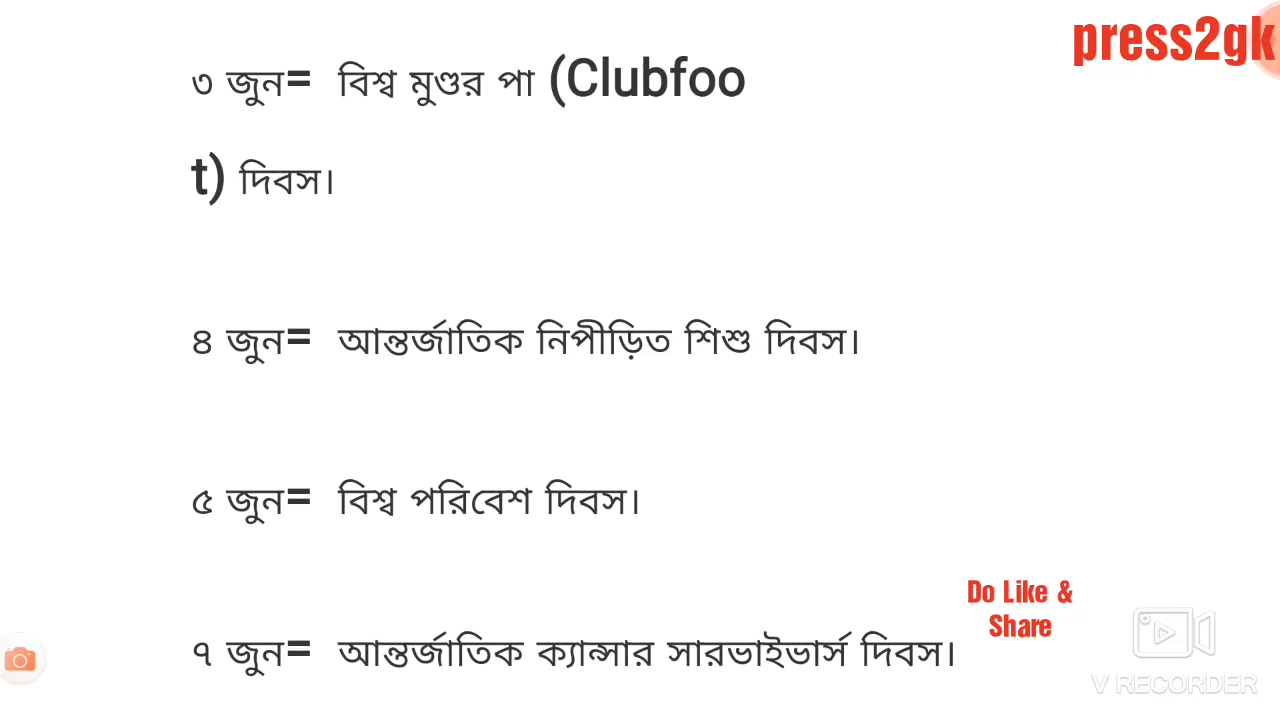 press2gk
৩ জুন= বিশ্ব মুগুর পা (Clubfoo
t) দিবস।
৪ জুন= আন্তর্জাতিক নিপীড়িত শিশু দিবস।
৫ জুন= বিশ্ব পরিবেশ দিবস।
Do Like &
Share
৭ জুন= আন্তর্জাতিক ক্যান্সার সারভাইভার্স দিবস।
V RECORDER